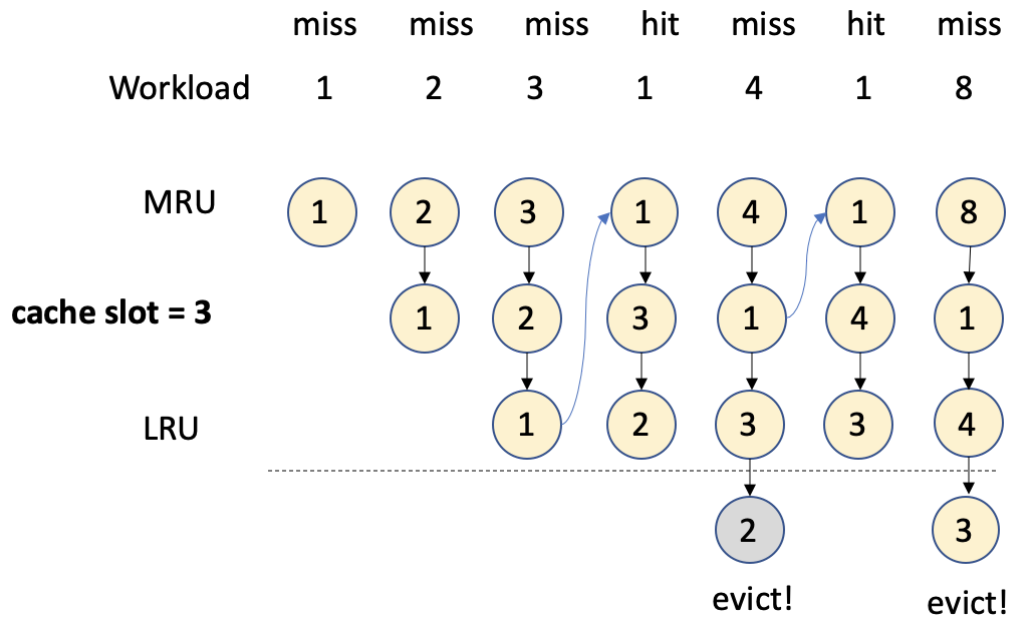 miss miss miss hit miss hit miss
Workload 1 2 3 1 4 1 8
MRU 1 2 3 1 4 1 8
cache slot = 3 1 2 3 1 4 1
LRU 1 2 3 3 4
2 3
evict! evict!